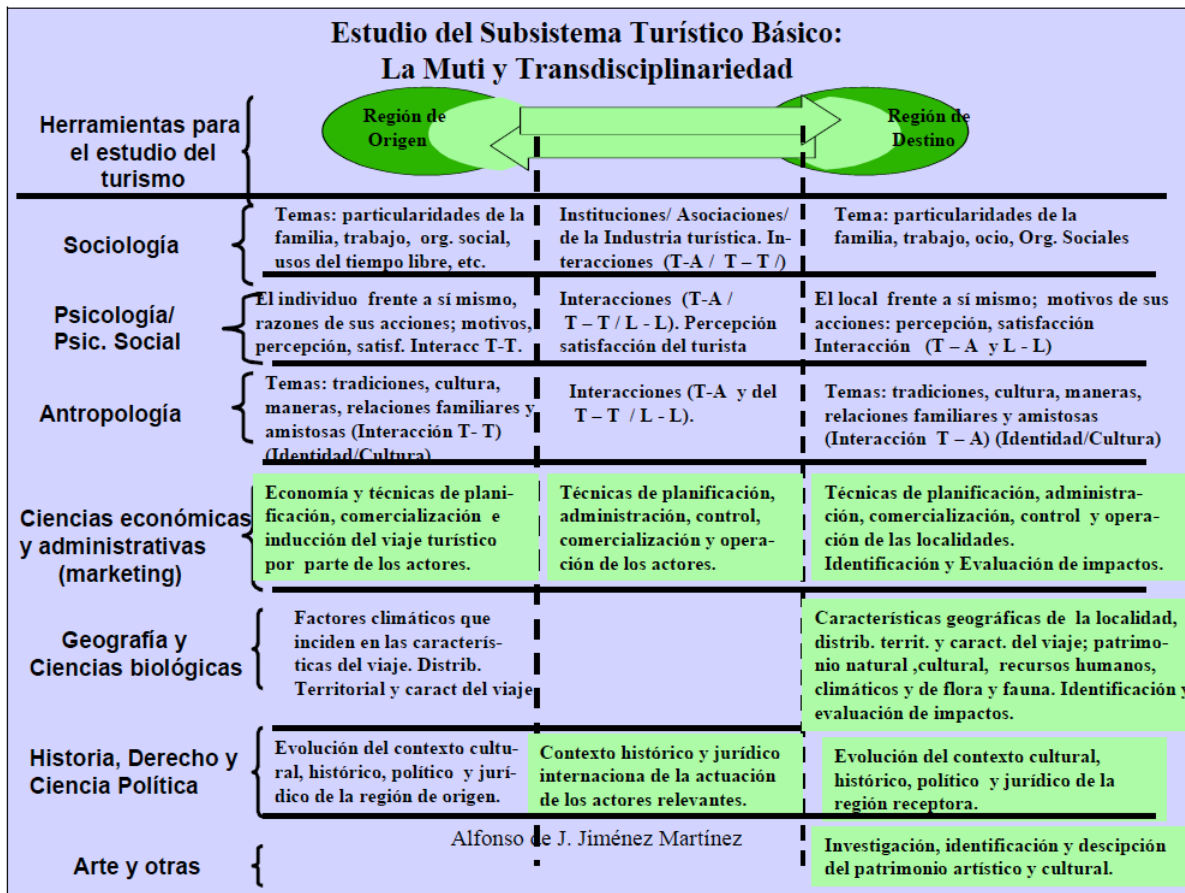 Estudio del Subsistema Turístico Básico:
La Muti y Transdisciplinariedad
Herramientas para
el estudio del
turismo
Región de
Origen
Región de
Destino
Sociología
Temas: particularidades de la
familia, trabajo, org. social,
usos del tiempo libre, etc.
Instituciones/ Asociaciones/
de la Industria turística. In-
teracciones (T-A / T – T /)
Tema: particularidades de la
familia, trabajo, ocio, Org. Sociales
Psicología/
Psic. Social
El individuo frente a sí mismo,
razones de sus acciones; motivos,
percepción, satisf. Interacc T-T.
Interacciones (T-A /
T – T / L - L). Percepción
satisfacción del turista
El local frente a sí mismo; motivos de sus
acciones: percepción, satisfacción
Interacción (T – A y L - L)
Antropología
Temas: tradiciones, cultura,
maneras, relaciones familiares y
amistosas (Interacción T- T)
(Identidad/Cultura)
Interacciones (T-A y del
T – T / L - L).
Temas: tradiciones, cultura, maneras,
relaciones familiares y amistosas
(Interacción T – A) (Identidad/Cultura)
Ciencias económicas
y administrativas
(marketing)
Economía y técnicas de plani-
ficación, comercialización e
inducción del viaje turístico
por parte de los actores.
Técnicas de planificación,
administración, control,
comercialización y opera-
ción de los actores.
Técnicas de planificación, administra-
ción, comercialización, control y opera-
ción de las localidades.
Identificación y Evaluación de impactos.
Geografía y
Ciencias biológicas
Factores climáticos que
inciden en las caracterís-
ticas del viaje. Distrib.
Territorial y caract del viaje
Características geográficas de la localidad,
distrib. territ. y caract. del viaje; patrimo-
nio natural ,cultural, recursos humanos,
climáticos y de flora y fauna. Identificación y
evaluación de impactos.
Historia, Derecho y
Ciencia Política
Evolución del contexto cultu-
ral, histórico, político y jurí-
dico de la región de origen.
Contexto histórico y jurídico
internaciona de la actuación
de los actores relevantes.
Evolución del contexto cultural,
histórico, político y jurídico de la
región receptora.
Alfonso de J. Jiménez Martínez
Arte y otras
Investigación, identificación y descipción
del patrimonio artístico y cultural.